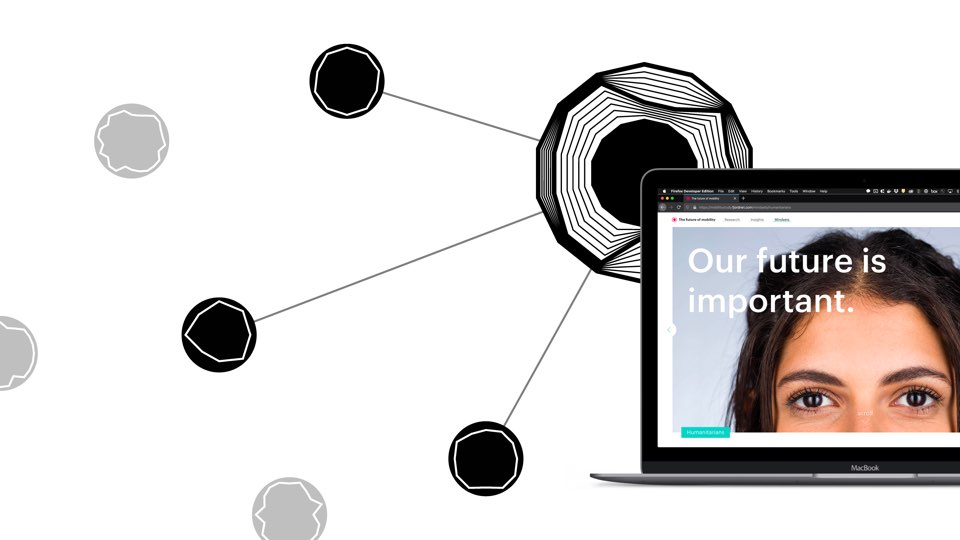 Firefox Developer Edition File Edit View History Bookmarks Tools Window Help
The future of mobility
The future of mobility Research Insights Mindsets
Our future is
important.
scroll
Humanitarians
MacBook